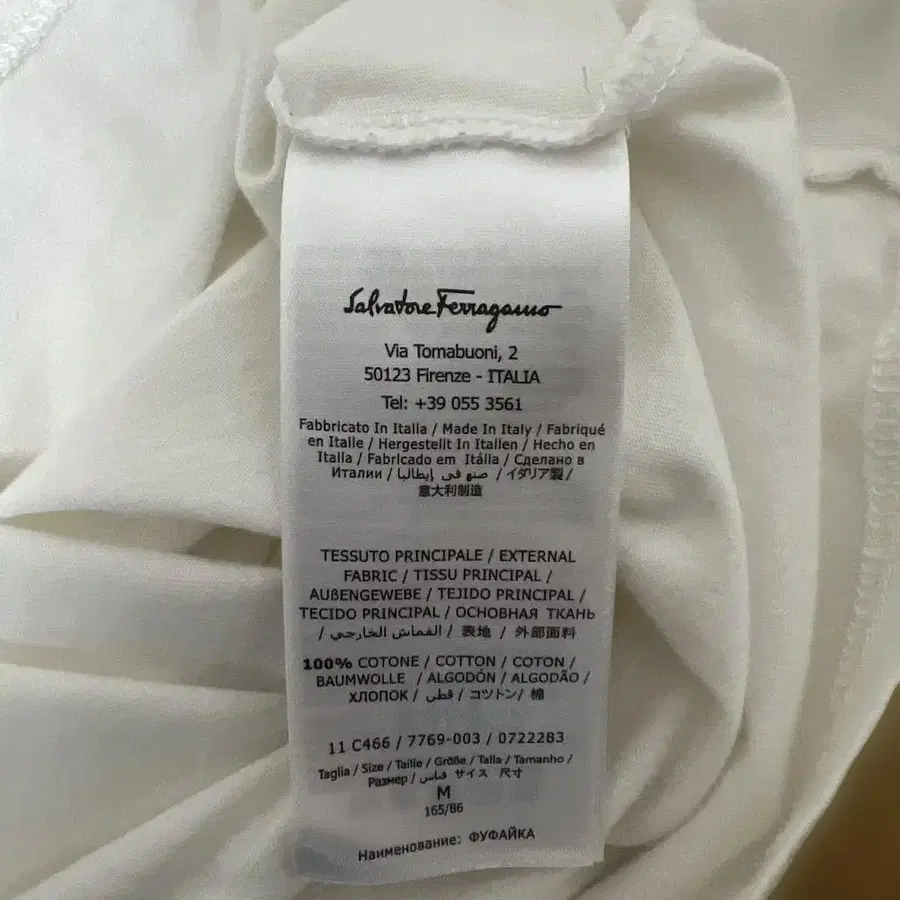 Salvatore Ferragamo
Via Tornabuoni, 2
50123 Firenze - ITALIA
Tel: +39 055 3561
Fabbricato In Italia / Made In Italy / Fabriqué
en Italie / Hergestellt In Italien / Hecho en
Italia / Fabricado em Itália / Сделано в
Италии / صنع في إيطاليا / イタリア製 /
意大利制造
TESSUTO PRINCIPALE / EXTERNAL
FABRIC / TISSU PRINCIPAL /
AUßENGEWEBE / TEJIDO PRINCIPAL /
TECIDO PRINCIPAL / ОСНОВНАЯ ТКАНЬ
/ القماش الخارجي / 表地 / 外部面料
100% COTONE / COTTON / COTON /
BAUMWOLLE / ALGODÓN / ALGODÃO /
ХЛОПОК / قطن / コットン / 棉
11 C466 / 7769-003 / 0722283
Taglia / Size / Taille / Größe / Talla / Tamanho /
Размер / قياس サイス 尺寸
M
165/86
Наименование: ФУФАЙКА